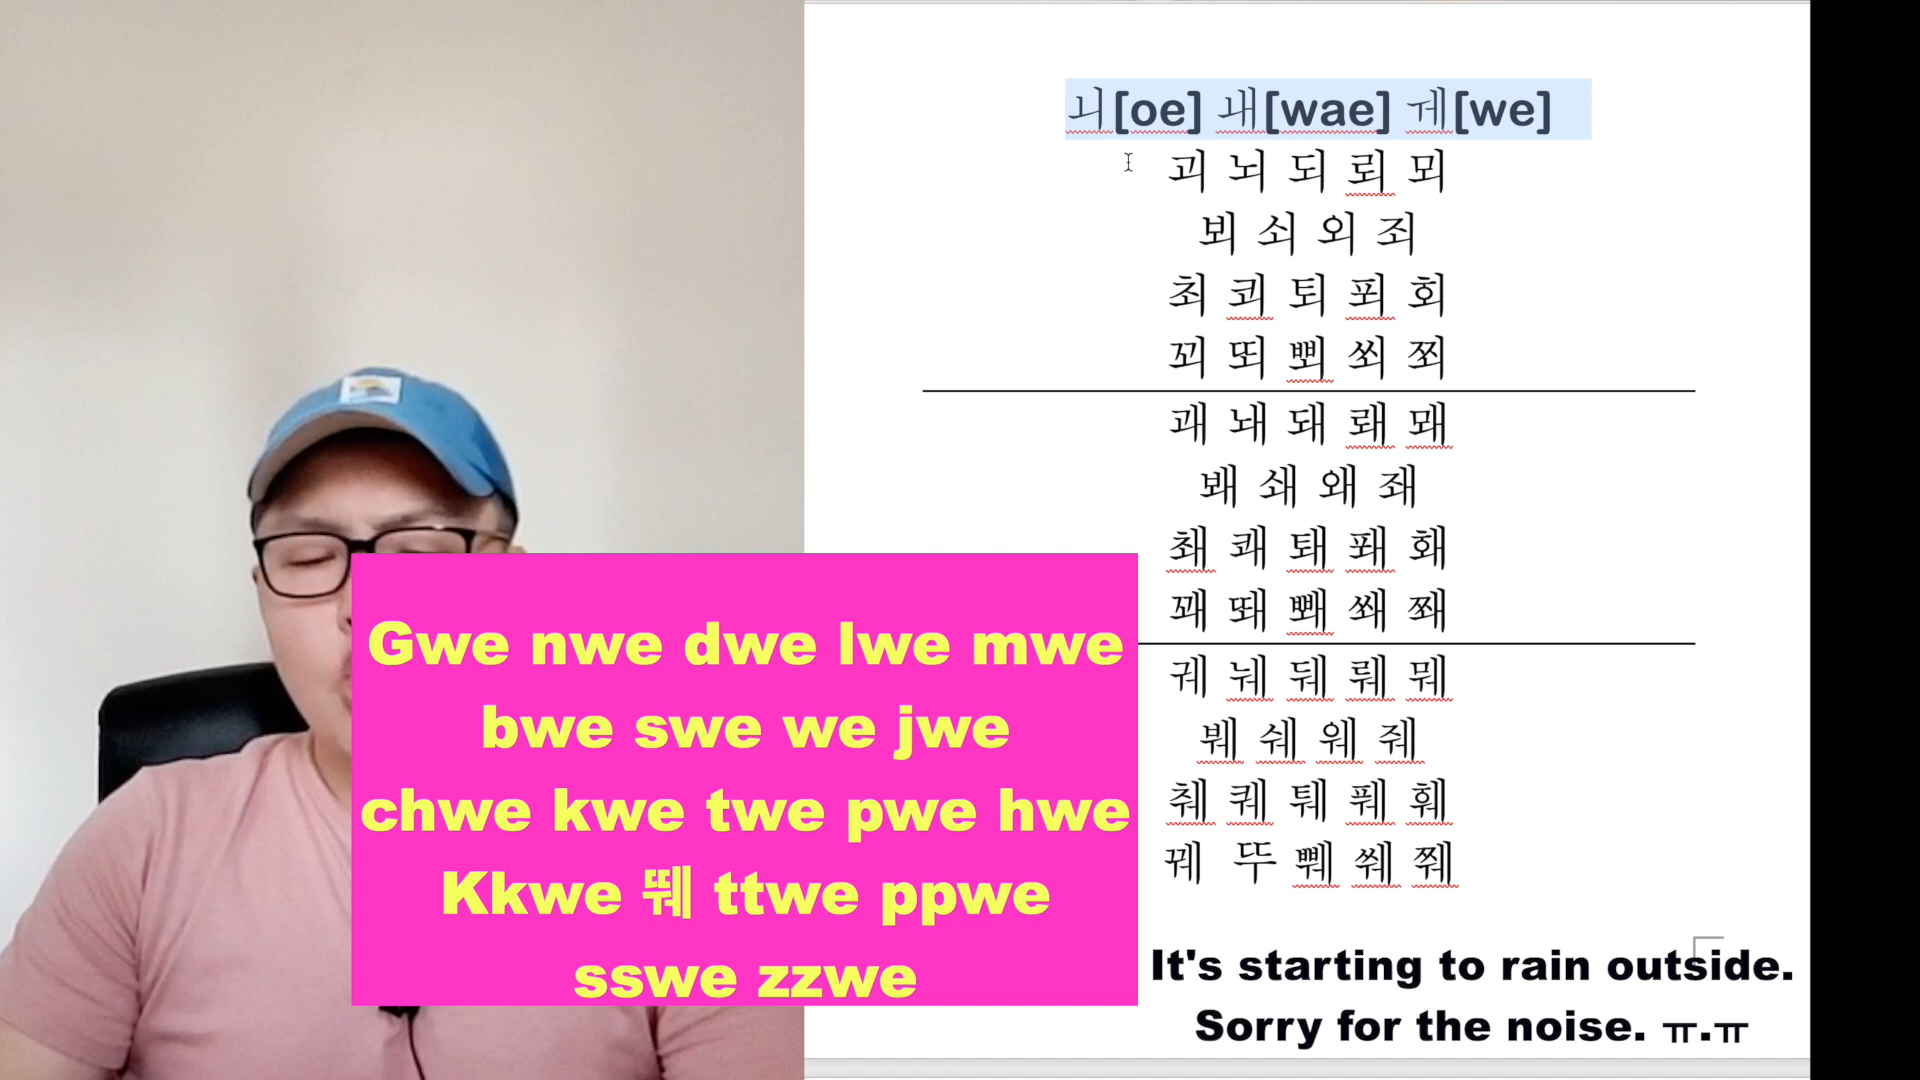 ㅚ[oe] ㅙ[wae] ㅞ[we]
괴 뇌 되 뢰 뫼
뵈 쇠 외 죄
최 쾨 퇴 푀 회
꾀 뙤 뾔 쐬 쬐
괘 놰 돼 뢔 뫠
봬 쇄 왜 좨
쵀 쾌 퇘 퐤 홰
꽤 뙈 뽸 쐐 쫴
궤 눼 뒈 뤠 뭬
붸 쉐 웨 줴
췌 퀘 퉤 풰 훼
꿰 뚜 쀄 쒜 쮀
Gwe nwe dwe lwe mwe
bwe swe we jwe
chwe kwe twe pwe hwe
Kkwe 뛔 ttwe ppwe
sswe zzwe
It's starting to rain outside.
Sorry for the noise. ㅠ.ㅠ